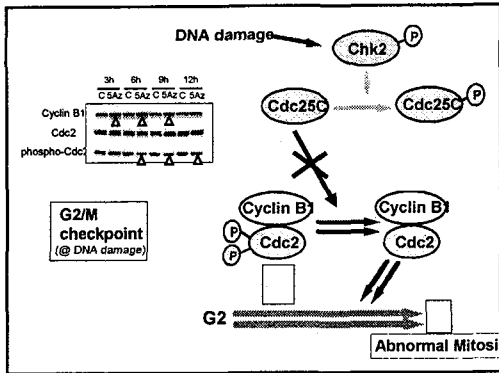 DNA damage
P
Chk2
3h 6h 9h 12h
C 5Az C 5Az C 5Az C 5Az
Cyclin B1
Cdc2
phospho-Cdc2
Cdc25C
P
Cdc25C
G2/M
checkpoint
(@ DNA damage)
Cyclin B1
P
Cdc2
P
Cyclin B1
Cdc2
G2
Abnormal Mitosi